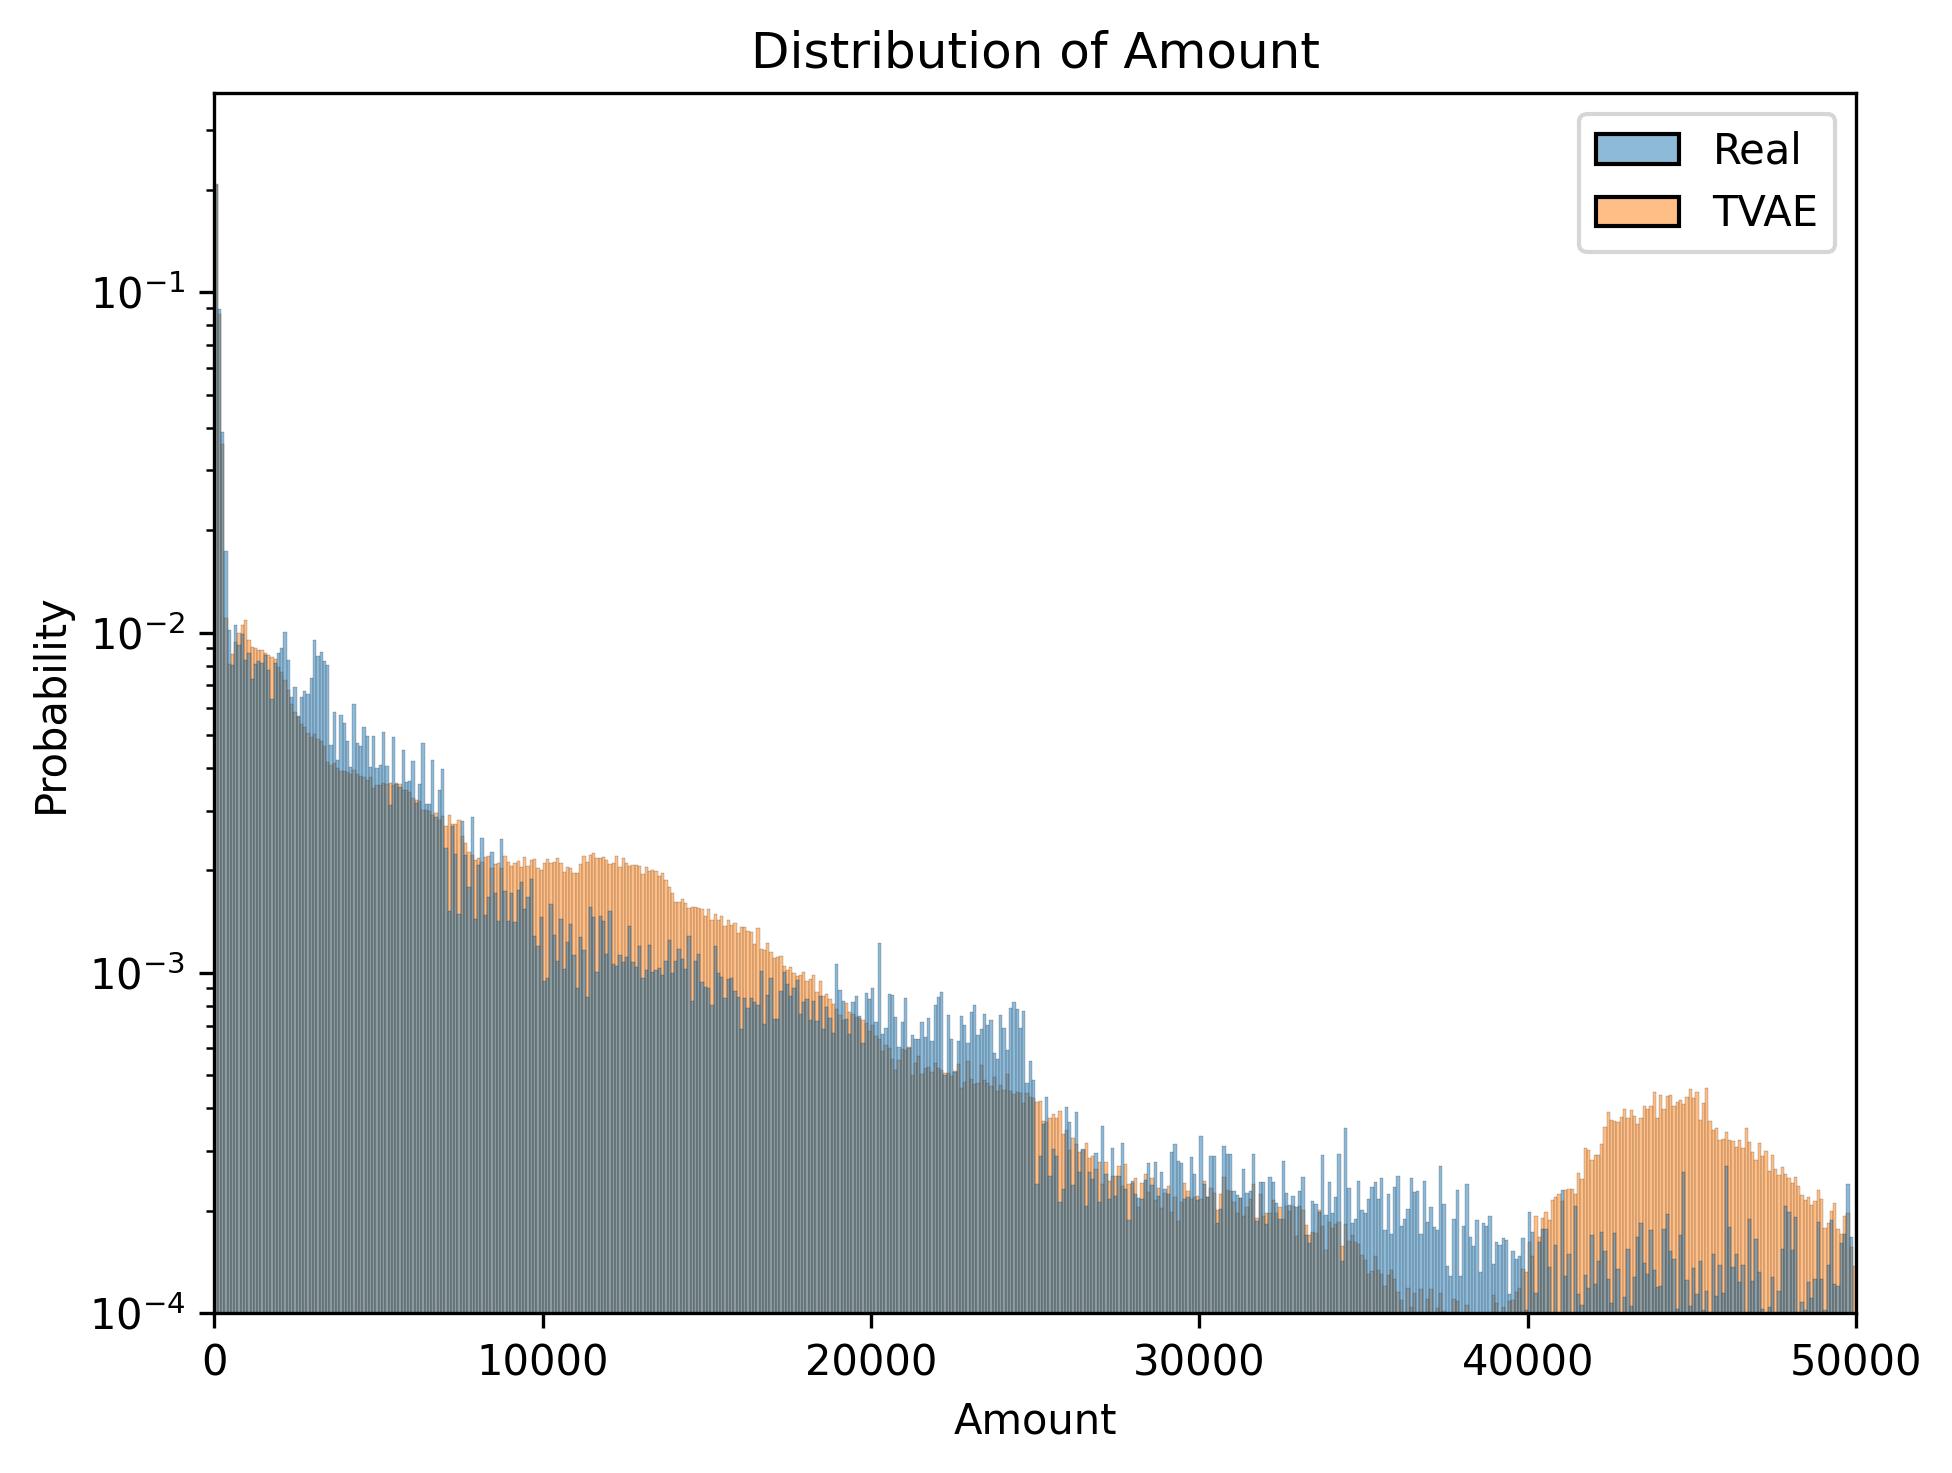 Distribution of Amount
Real
TVAE
Probability
10⁻¹
10⁻²
10⁻³
10⁻⁴
0 10000 20000 30000 40000 50000
Amount